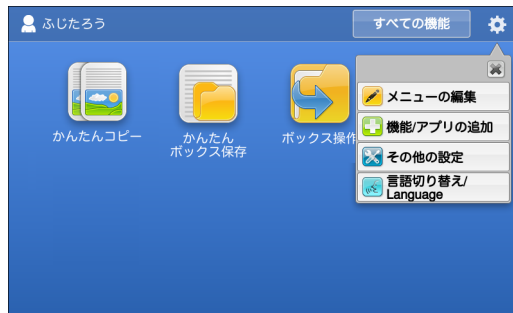 ふじたろう
すべての機能
かんたんコピー
かんたん
ボックス保存
ボックス操作
メニューの編集
機能/アプリの追加
その他の設定
言語切り替え/
Language